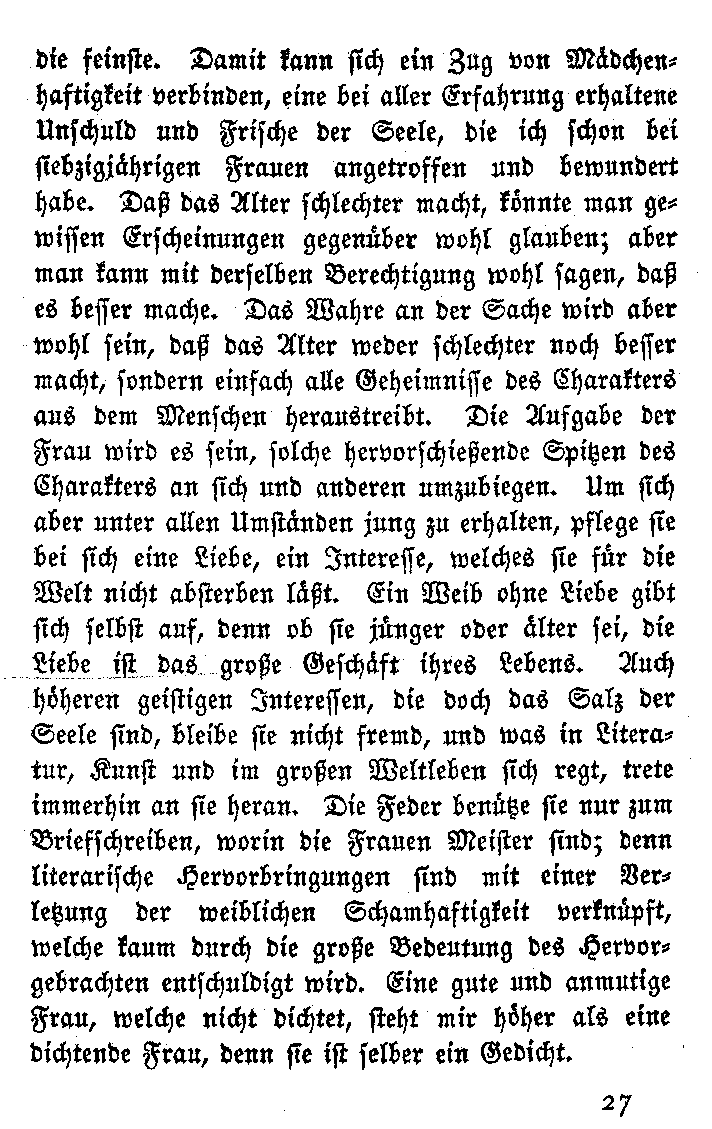 die feinste. Damit kann sich ein Zug von Mädchen-
haftigkeit verbinden, eine bei aller Erfahrung erhaltene
Unschuld und Frische der Seele, die ich schon bei
siebzigjährigen Frauen angetroffen und bewundert
habe. Daß das Alter schlechter macht, könnte man ge-
wissen Erscheinungen gegenüber wohl glauben; aber
man kann mit derselben Berechtigung wohl sagen, daß
es besser mache. Das Wahre an der Sache wird aber
wohl sein, daß das Alter weder schlechter noch besser
macht, sondern einfach alle Geheimnisse des Charakters
aus dem Menschen heraustreibt. Die Aufgabe der
Frau wird es sein, solche hervorschießende Spitzen des
Charakters an sich und anderen umzubiegen. Um sich
aber unter allen Umständen jung zu erhalten, pflege sie
bei sich eine Liebe, ein Interesse, welches sie für die
Welt nicht absterben läßt. Ein Weib ohne Liebe gibt
sich selbst auf, denn ob sie jünger oder älter sei, die
Liebe ist das große Geschäft ihres Lebens. Auch
höheren geistigen Interessen, die doch das Salz der
Seele sind, bleibe sie nicht fremd, und was in Litera-
tur, Kunst und im großen Weltleben sich regt, trete
immerhin an sie heran. Die Feder benütze sie nur zum
Briefschreiben, worin die Frauen Meister sind; denn
literarische Hervorbringungen sind mit einer Ver-
letzung der weiblichen Schamhaftigkeit verknüpft,
welche kaum durch die große Bedeutung des Hervor-
gebrachten entschuldigt wird. Eine gute und anmutige
Frau, welche nicht dichtet, steht mir höher als eine
dichtende Frau, denn sie ist selber ein Gedicht.
27